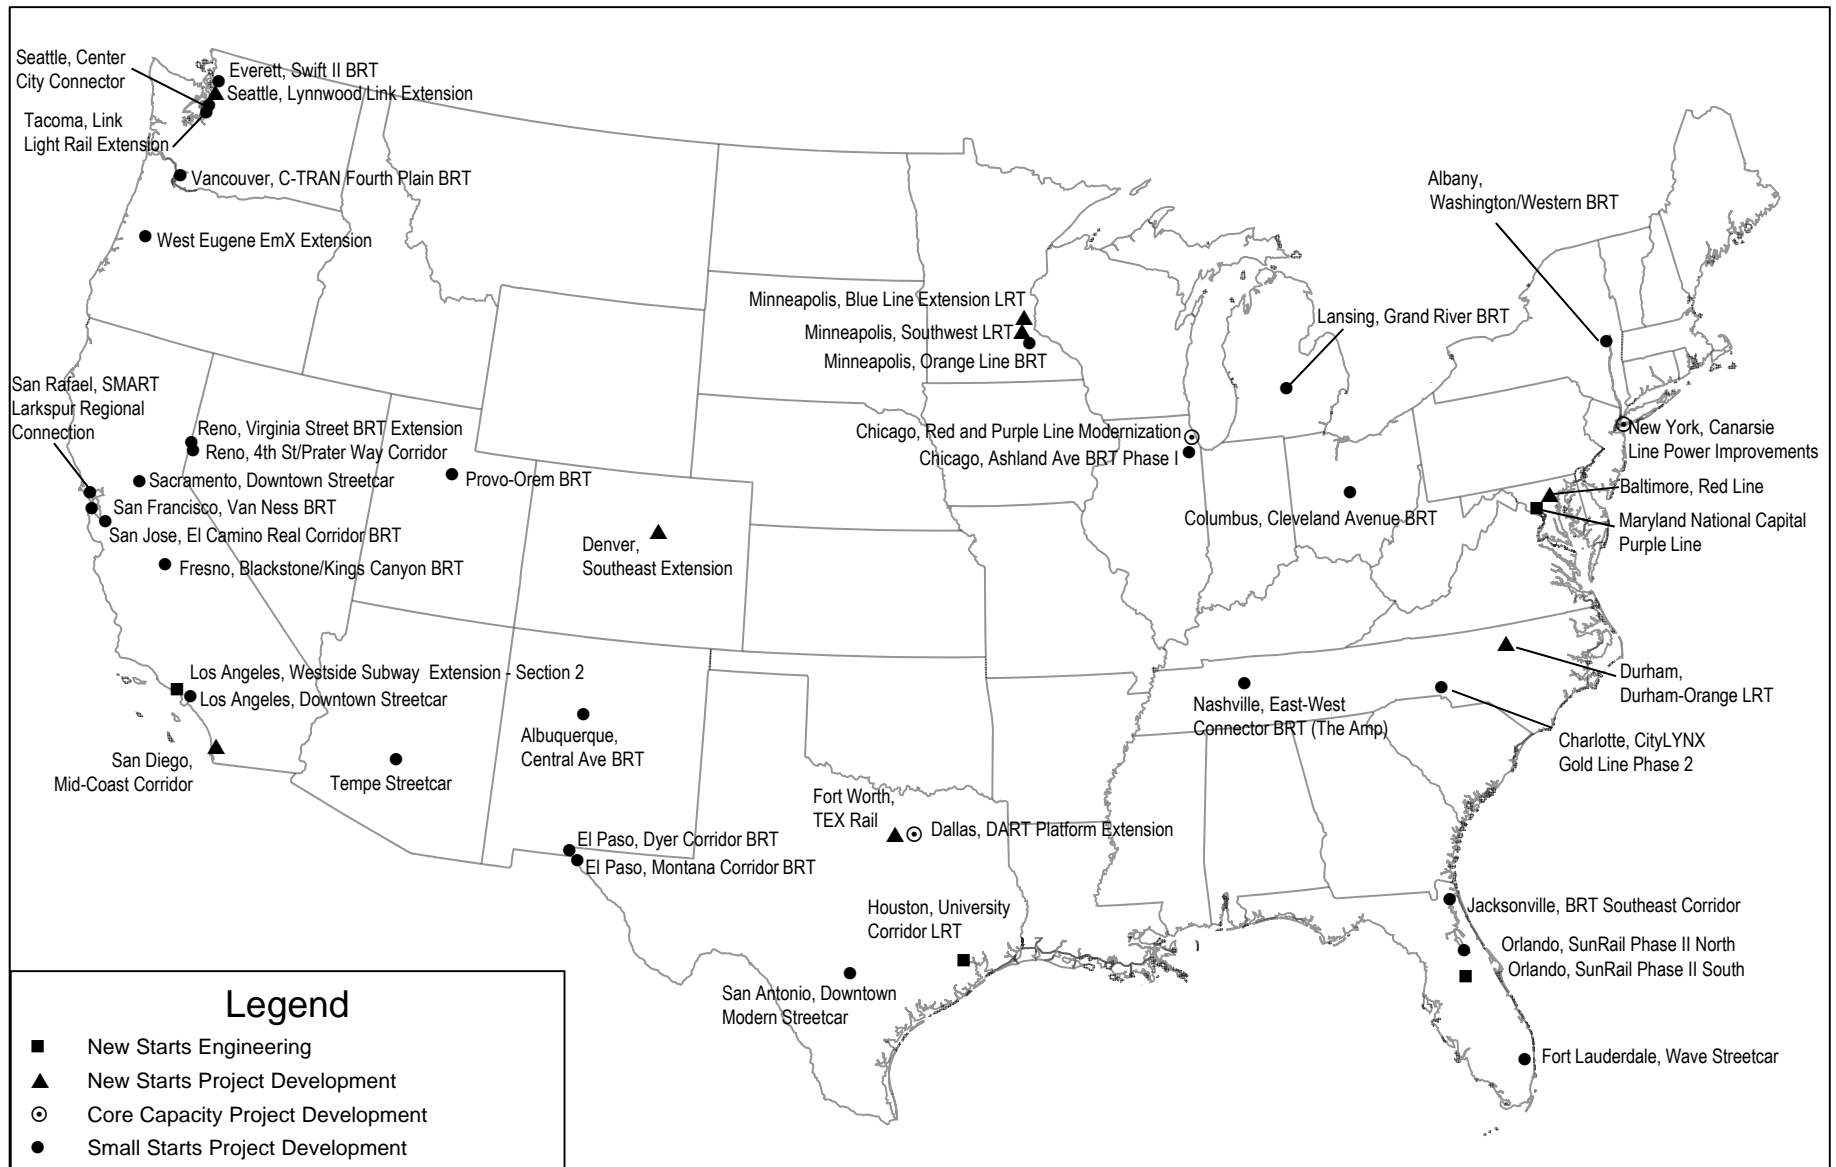 Seattle, Center
City Connector
Everett, Swift II BRT
Seattle, Lynnwood Link Extension
Tacoma, Link
Light Rail Extension
Vancouver, C-TRAN Fourth Plain BRT
West Eugene EmX Extension
Albany,
Washington/Western BRT
Minneapolis, Blue Line Extension LRT
Minneapolis, Southwest LRT
Minneapolis, Orange Line BRT
Lansing, Grand River BRT
San Rafael, SMART
Larkspur Regional
Connection
Reno, Virginia Street BRT Extension
Reno, 4th St/Prater Way Corridor
Sacramento, Downtown Streetcar
San Francisco, Van Ness BRT
San Jose, El Camino Real Corridor BRT
Fresno, Blackstone/Kings Canyon BRT
Provo-Orem BRT
Denver,
Southeast Extension
Chicago, Red and Purple Line Modernization
Chicago, Ashland Ave BRT Phase I
Columbus, Cleveland Avenue BRT
New York, Canarsie
Line Power Improvements
Baltimore, Red Line
Maryland National Capital
Purple Line
Los Angeles, Westside Subway Extension - Section 2
Los Angeles, Downtown Streetcar
San Diego,
Mid-Coast Corridor
Tempe Streetcar
Albuquerque,
Central Ave BRT
Nashville, East-West
Connector BRT (The Amp)
Durham,
Durham-Orange LRT
Charlotte, CityLYNX
Gold Line Phase 2
Fort Worth,
TEX Rail
Dallas, DART Platform Extension
El Paso, Dyer Corridor BRT
El Paso, Montana Corridor BRT
Houston, University
Corridor LRT
San Antonio, Downtown
Modern Streetcar
Jacksonville, BRT Southeast Corridor
Orlando, SunRail Phase II North
Orlando, SunRail Phase II South
Fort Lauderdale, Wave Streetcar
Legend
New Starts Engineering
New Starts Project Development
Core Capacity Project Development
Small Starts Project Development